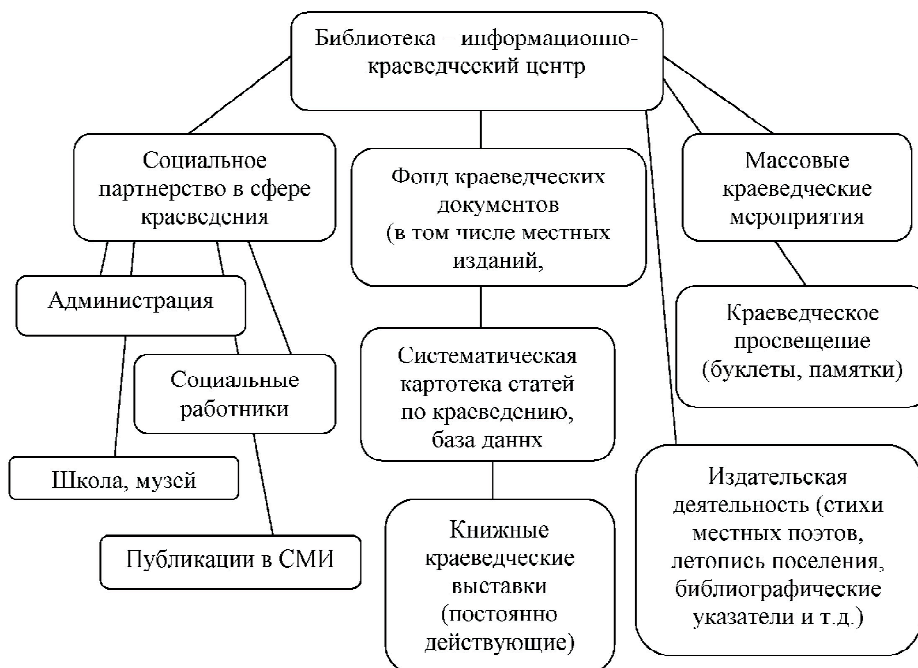 Библиотека информационно-
краеведческий центр
Социальное
партнерство в сфере
краеведения
Фонд краеведческих
документов
(в том числе местных
изданий,
Массовые
краеведческие
мероприятия
Администрация
Социальные
работники
Школа, музей
Публикации в СМИ
Систематическая
картотека статей
по краеведению,
база даннх
Книжные
краеведческие
выставки
(постоянно
действующие)
Краеведческое
просвещение
(буклеты, памятки)
Издательская
деятельность (стихи
местных поэтов,
летопись поселения,
библиографические
указатели и т.д.)